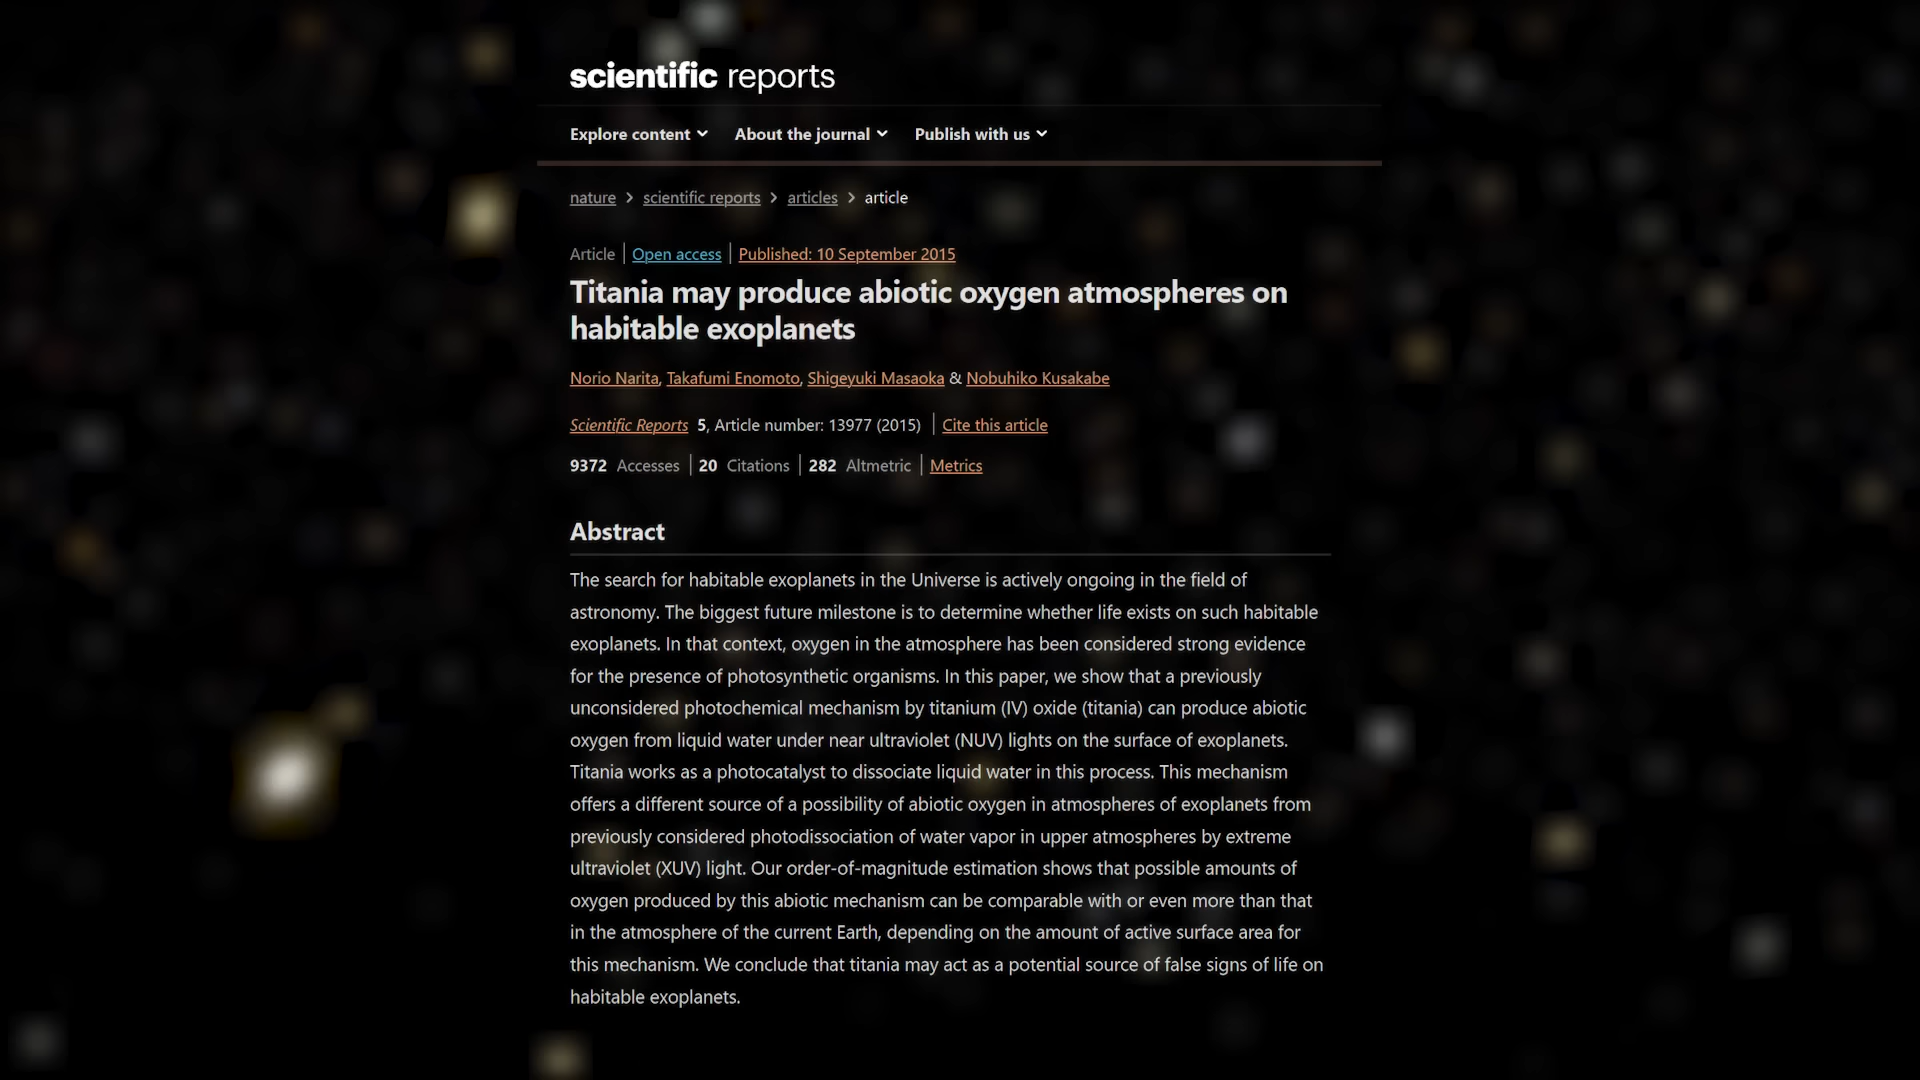 scientific reports
Explore content About the journal Publish with us
nature > scientific reports > articles > article
Article | Open access | Published: 10 September 2015
Titania may produce abiotic oxygen atmospheres on
habitable exoplanets
Norio Narita, Takafumi Enomoto, Shigeyuki Masaoka & Nobuhiko Kusakabe
Scientific Reports 5, Article number: 13977 (2015) | Cite this article
9372 Accesses | 20 Citations | 282 Altmetric | Metrics
Abstract
The search for habitable exoplanets in the Universe is actively ongoing in the field of
astronomy. The biggest future milestone is to determine whether life exists on such habitable
exoplanets. In that context, oxygen in the atmosphere has been considered strong evidence
for the presence of photosynthetic organisms. In this paper, we show that a previously
unconsidered photochemical mechanism by titanium (IV) oxide (titania) can produce abiotic
oxygen from liquid water under near ultraviolet (NUV) lights on the surface of exoplanets.
Titania works as a photocatalyst to dissociate liquid water in this process. This mechanism
offers a different source of a possibility of abiotic oxygen in atmospheres of exoplanets from
previously considered photodissociation of water vapor in upper atmospheres by extreme
ultraviolet (XUV) light. Our order-of-magnitude estimation shows that possible amounts of
oxygen produced by this abiotic mechanism can be comparable with or even more than that
in the atmosphere of the current Earth, depending on the amount of active surface area for
this mechanism. We conclude that titania may act as a potential source of false signs of life on
habitable exoplanets.